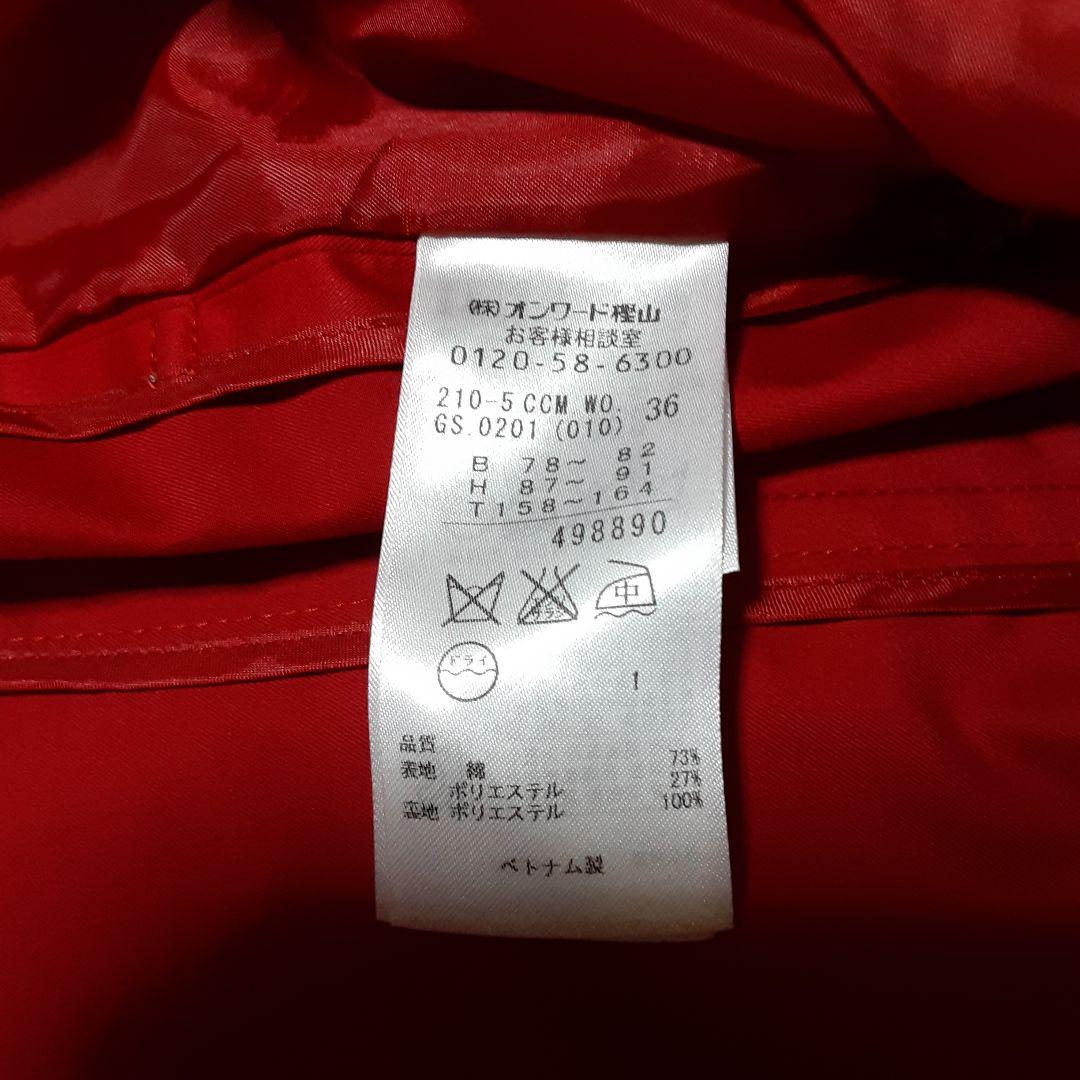 (株)オンワード樫山
お客様相談室
0120-58-6300
210-5 CCM WO. 36
GS.0201 (010)
B 78～ 82
H 87～ 91
T158～164
498890
中
ドライ
1
品質
表地 綿 73%
ポリエステル 27%
裏地 ポリエステル 100%
ベトナム製